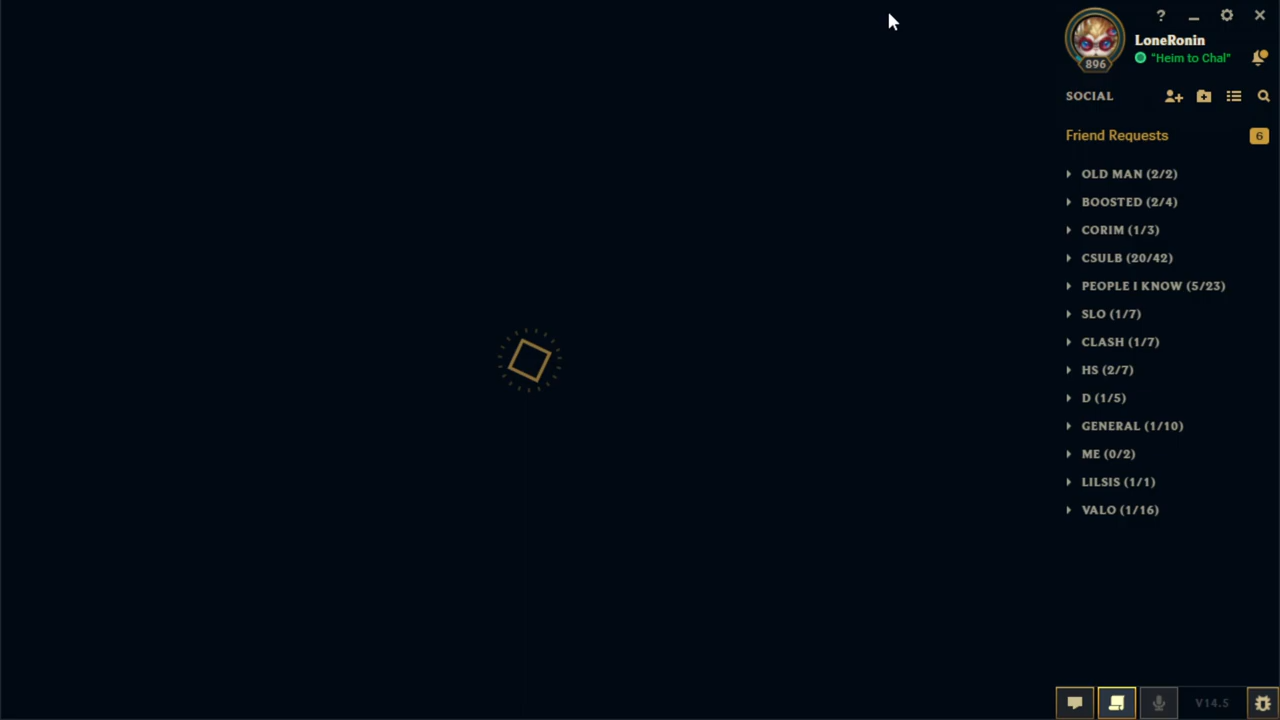 ?
LoneRonin
"Heim to Chal"
896
SOCIAL
Friend Requests
6
OLD MAN (2/2)
BOOSTED (2/4)
CORIM (1/3)
CSULB (20/42)
PEOPLE I KNOW (5/23)
SLO (1/7)
CLASH (1/7)
HS (2/7)
D (1/5)
GENERAL (1/10)
ME (0/2)
LILSIS (1/1)
VALO (1/16)
V14.5